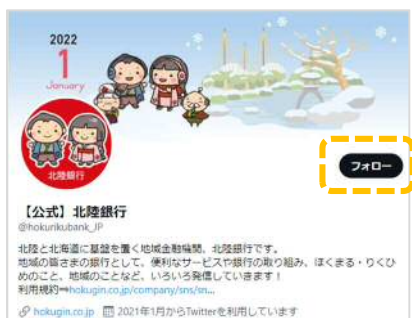 2022
1
January
北陸銀行
フォロー
【公式】北陸銀行
@hokurikubank_JP
北陸と北海道に基盤を置く地域金融機関、北陸銀行です。
地域の皆さまの銀行として、便利なサービスや銀行の取り組み、ほくまる・りくひ
めのこと、地域のことなど、いろいろ発信していきます！
利用規約⇒hokugin.co.jp/company/sns/sn...
hokugin.co.jp 2021年1月からTwitterを利用しています